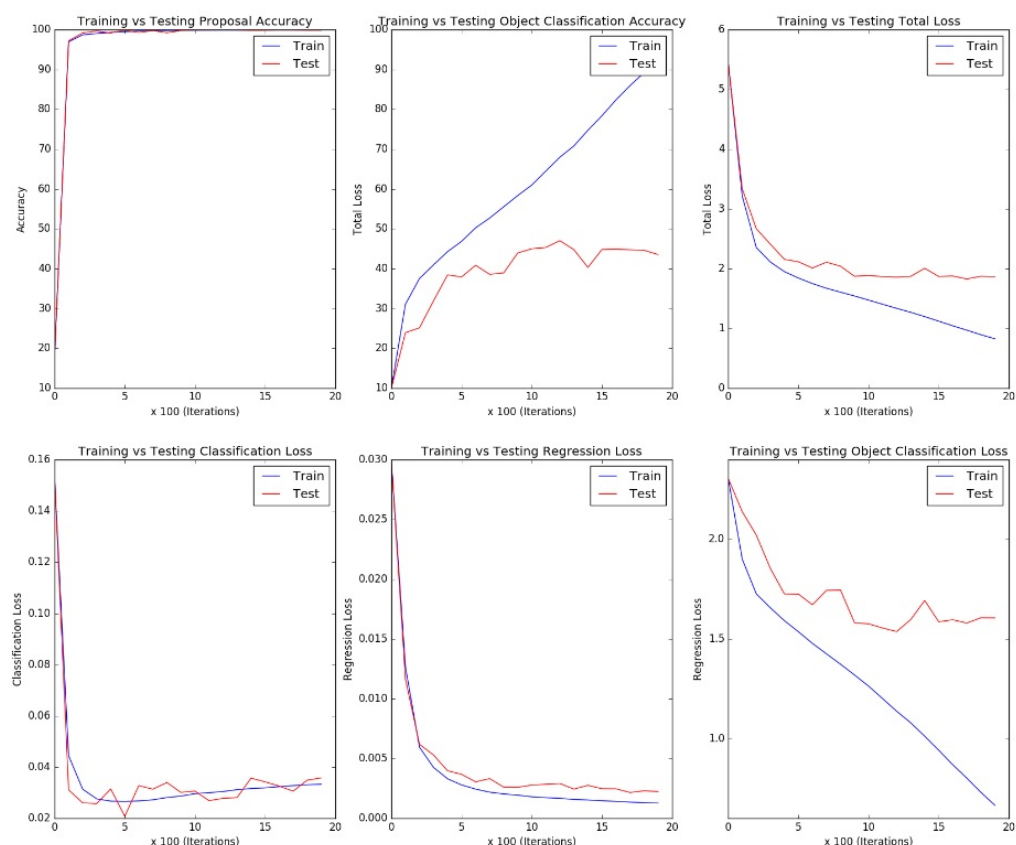 Training vs Testing Proposal Accuracy
100
90
80
70
60
50
40
30
20
10
Accuracy
0 5 10 15 20
x 100 (Iterations)
Train
Test
Training vs Testing Object Classification Accuracy
100
90
80
70
60
50
40
30
20
10
Total Loss
0 5 10 15 20
x 100 (Iterations)
Train
Test
Training vs Testing Total Loss
6
5
4
3
2
1
0
Total Loss
0 5 10 15 20
x 100 (Iterations)
Train
Test
Training vs Testing Classification Loss
0.16
0.14
0.12
0.10
0.08
0.06
0.04
0.02
Classification Loss
0 5 10 15 20
x 100 (Iterations)
Train
Test
Training vs Testing Regression Loss
0.030
0.025
0.020
0.015
0.010
0.005
0.000
Regression Loss
0 5 10 15 20
x 100 (Iterations)
Train
Test
Training vs Testing Object Classification Loss
2.0
1.5
1.0
Regression Loss
0 5 10 15 20
x 100 (Iterations)
Train
Test